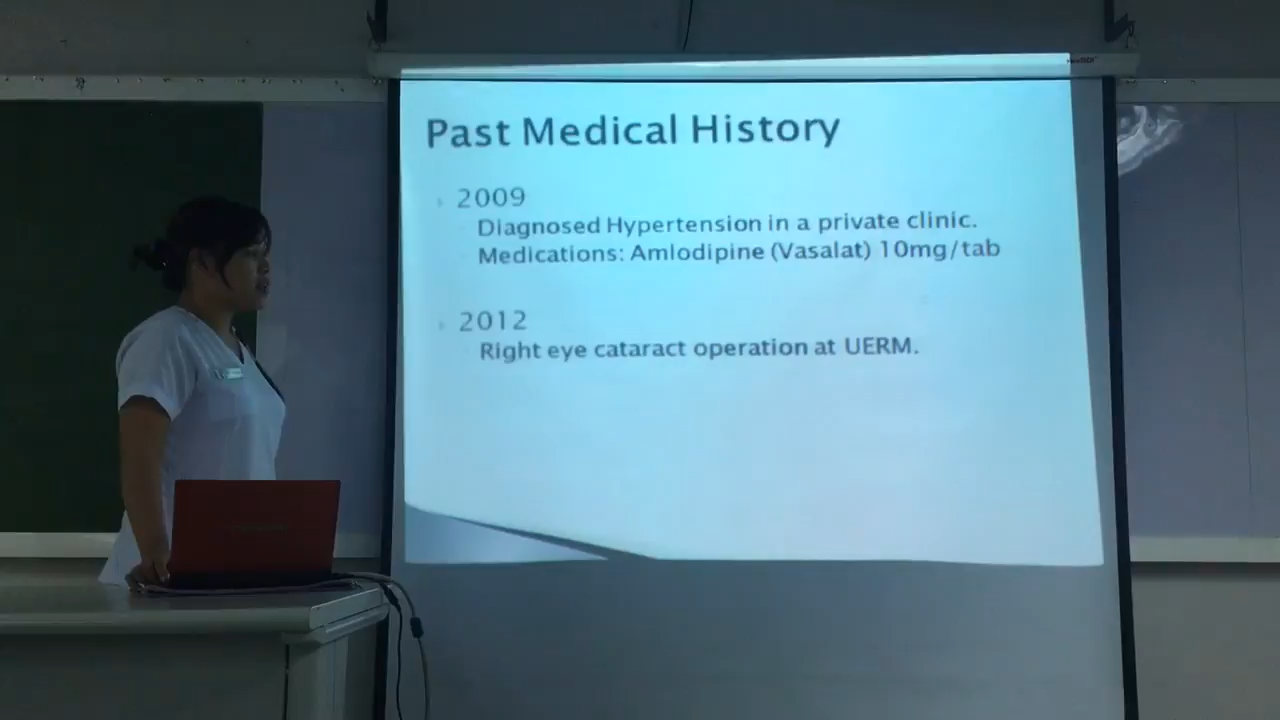 Past Medical History
2009
Diagnosed Hypertension in a private clinic.
Medications: Amlodipine (Vasalat) 10mg/tab
2012
Right eye cataract operation at UERM.